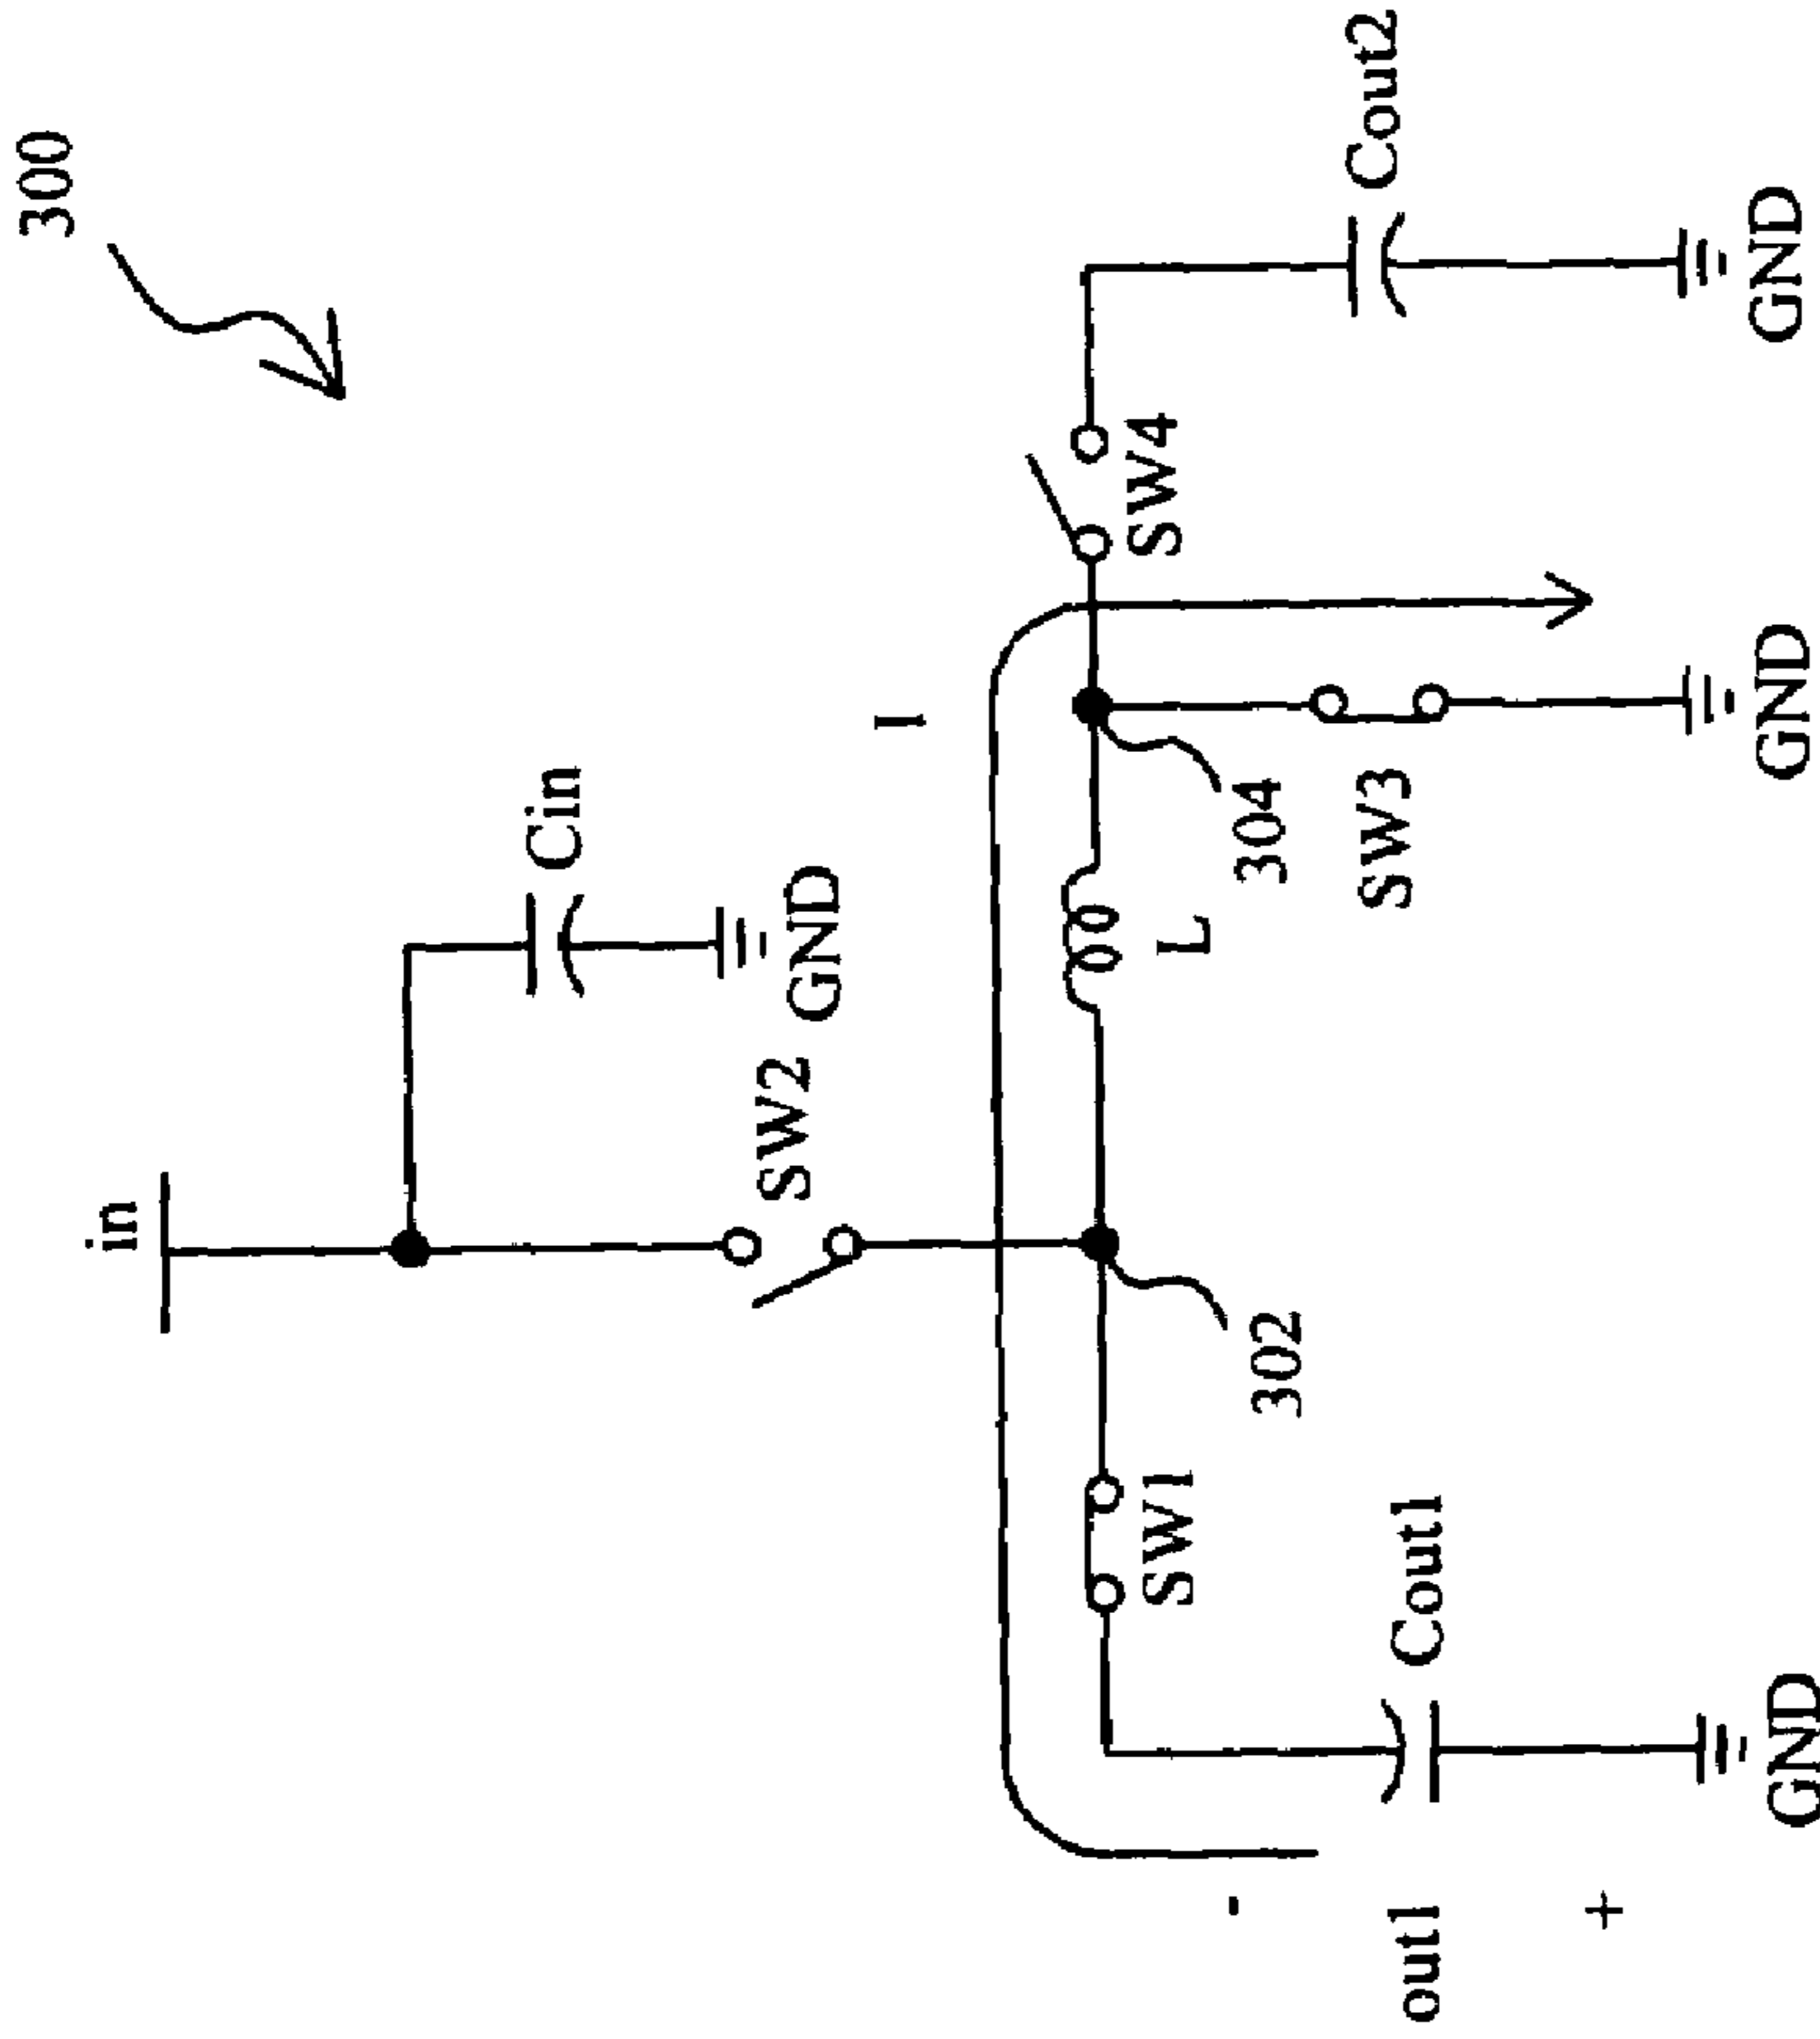 300
in
Cin
GND
SW2
I
Cout2
SW4
GND
304
L
SW3
GND
302
SW1
Cout1
GND
-
out1
+